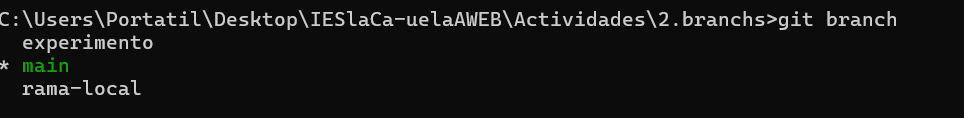 C:\Users\Portatil\Desktop\IESlaCa-uelaAWEB\Actividades\2.branchs>git branch
  experimento
* main
  rama-local